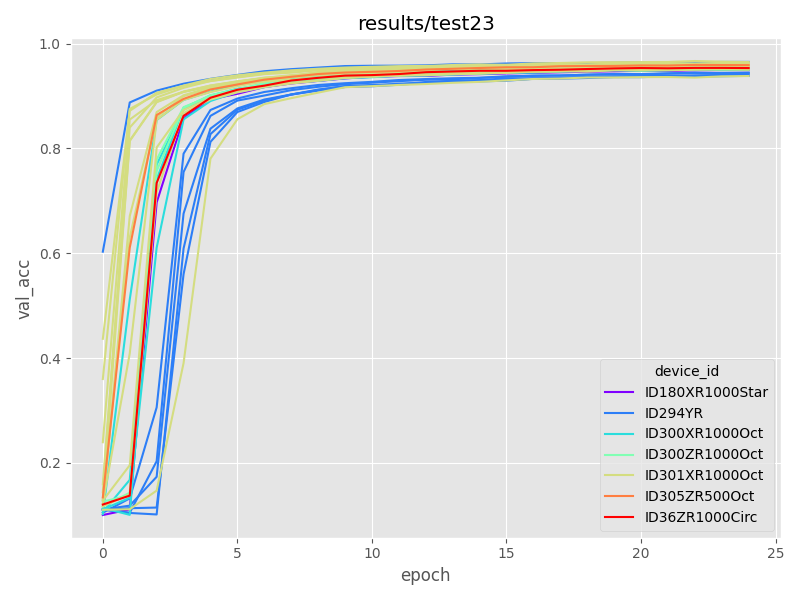 results/test23
1.0
0.8
0.6
0.4
0.2
val_acc
0
5
10
15
20
25
epoch
device_id
ID180XR1000Star
ID294YR
ID300XR1000Oct
ID300ZR1000Oct
ID301XR1000Oct
ID305ZR500Oct
ID36ZR1000Circ